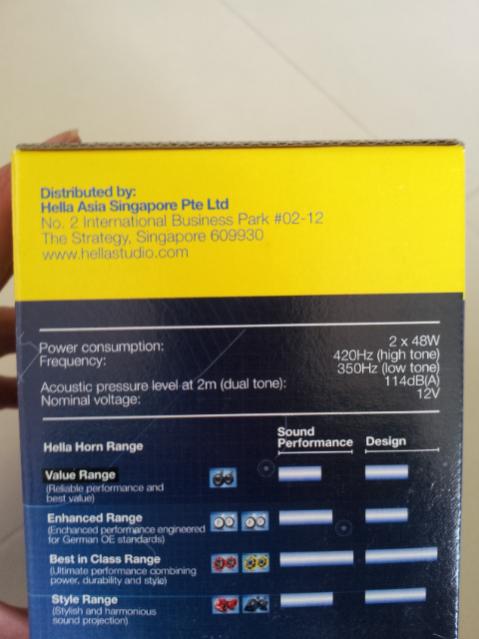 Distributed by:
Hella Asia Singapore Pte Ltd
No. 2 International Business Park #02-12
The Strategy, Singapore 609930
www.hellastudio.com
Power consumption: 2 x 48W
Frequency: 420Hz (high tone)
350Hz (low tone)
Acoustic pressure level at 2m (dual tone): 114dB(A)
Nominal voltage: 12V
Hella Horn Range Sound Performance Design
Value Range
(Reliable performance and
best value)
Enhanced Range
(Enchanced performance engineered
for German OE standards)
Best in Class Range
(Ultimate performance combining
power, durability and style)
Style Range
(Stylish and harmonious
sound projection)